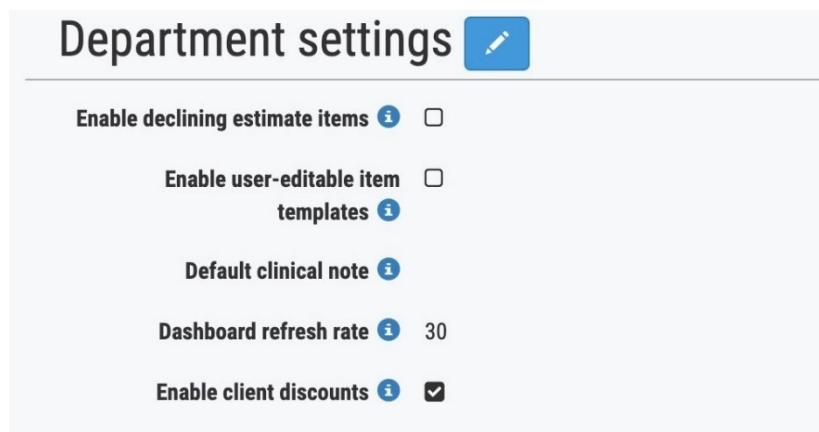 Department settings
Enable declining estimate items
Enable user-editable item
templates
Default clinical note
Dashboard refresh rate 30
Enable client discounts